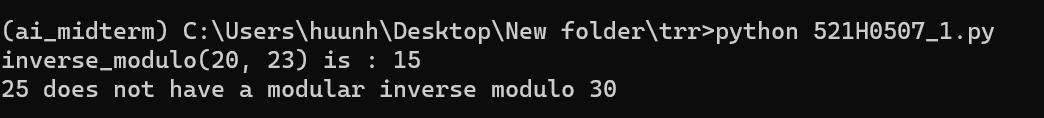 (ai_midterm) C:\Users\huunh\Desktop\New folder\trr>python 521H0507_1.py
inverse_modulo(20, 23) is : 15
25 does not have a modular inverse modulo 30